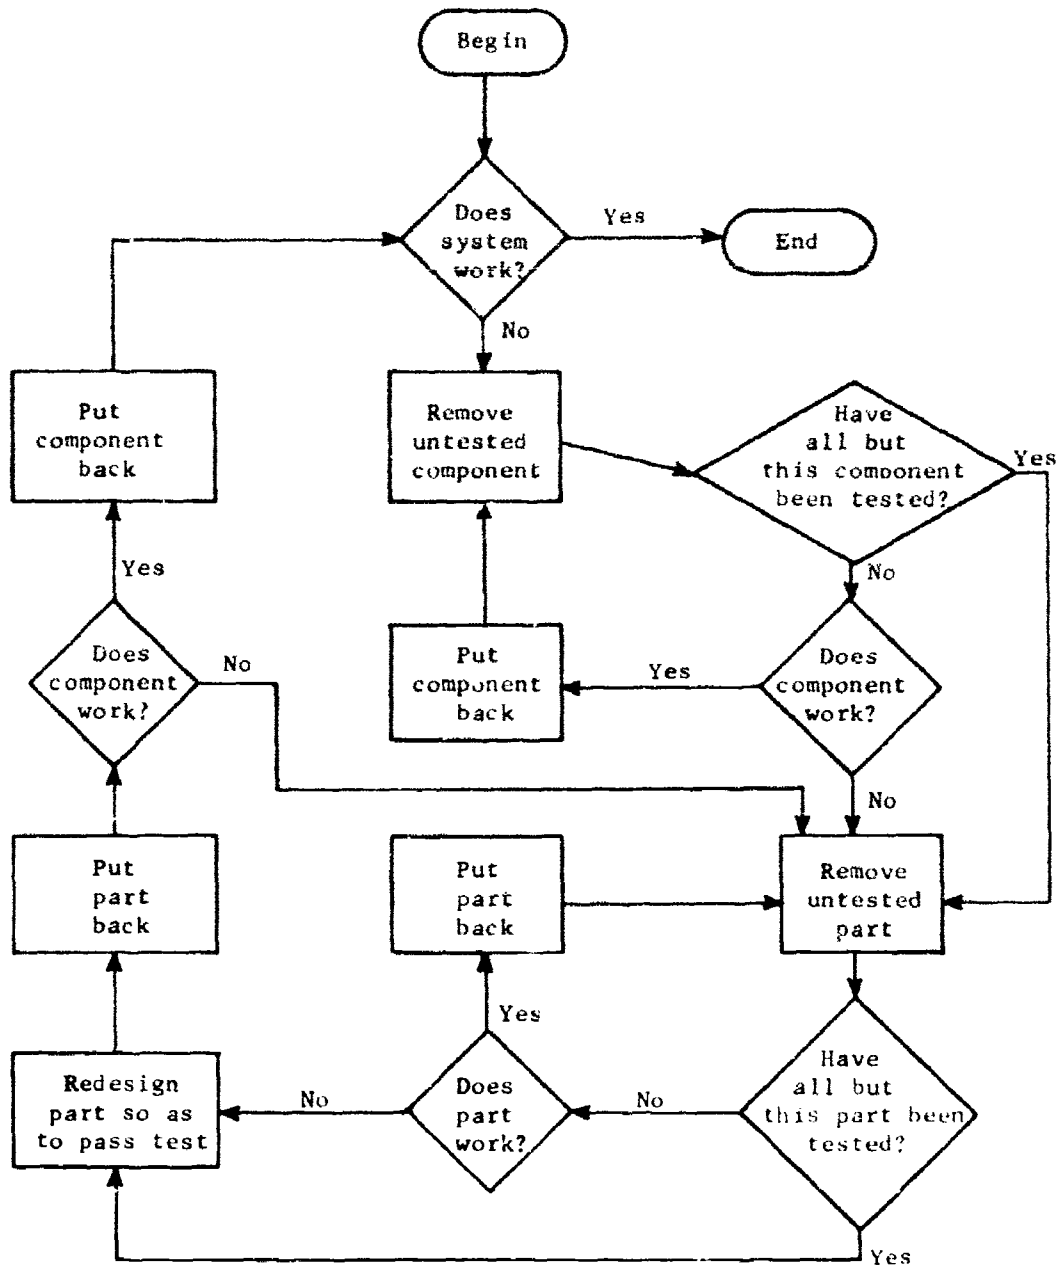 Begin
Does
system
work?
Yes
End
No
Put
component
back
Remove
untested
component
Have
all but
this component
been tested?
Yes
No
Yes
Does
component
work?
No
Put
component
back
Yes
Does
component
work?
No
Put
part
back
Put
part
back
Remove
untested
part
Yes
Redesign
part so as
to pass test
No
Does
part
work?
No
Have
all but
this part been
tested?
Yes